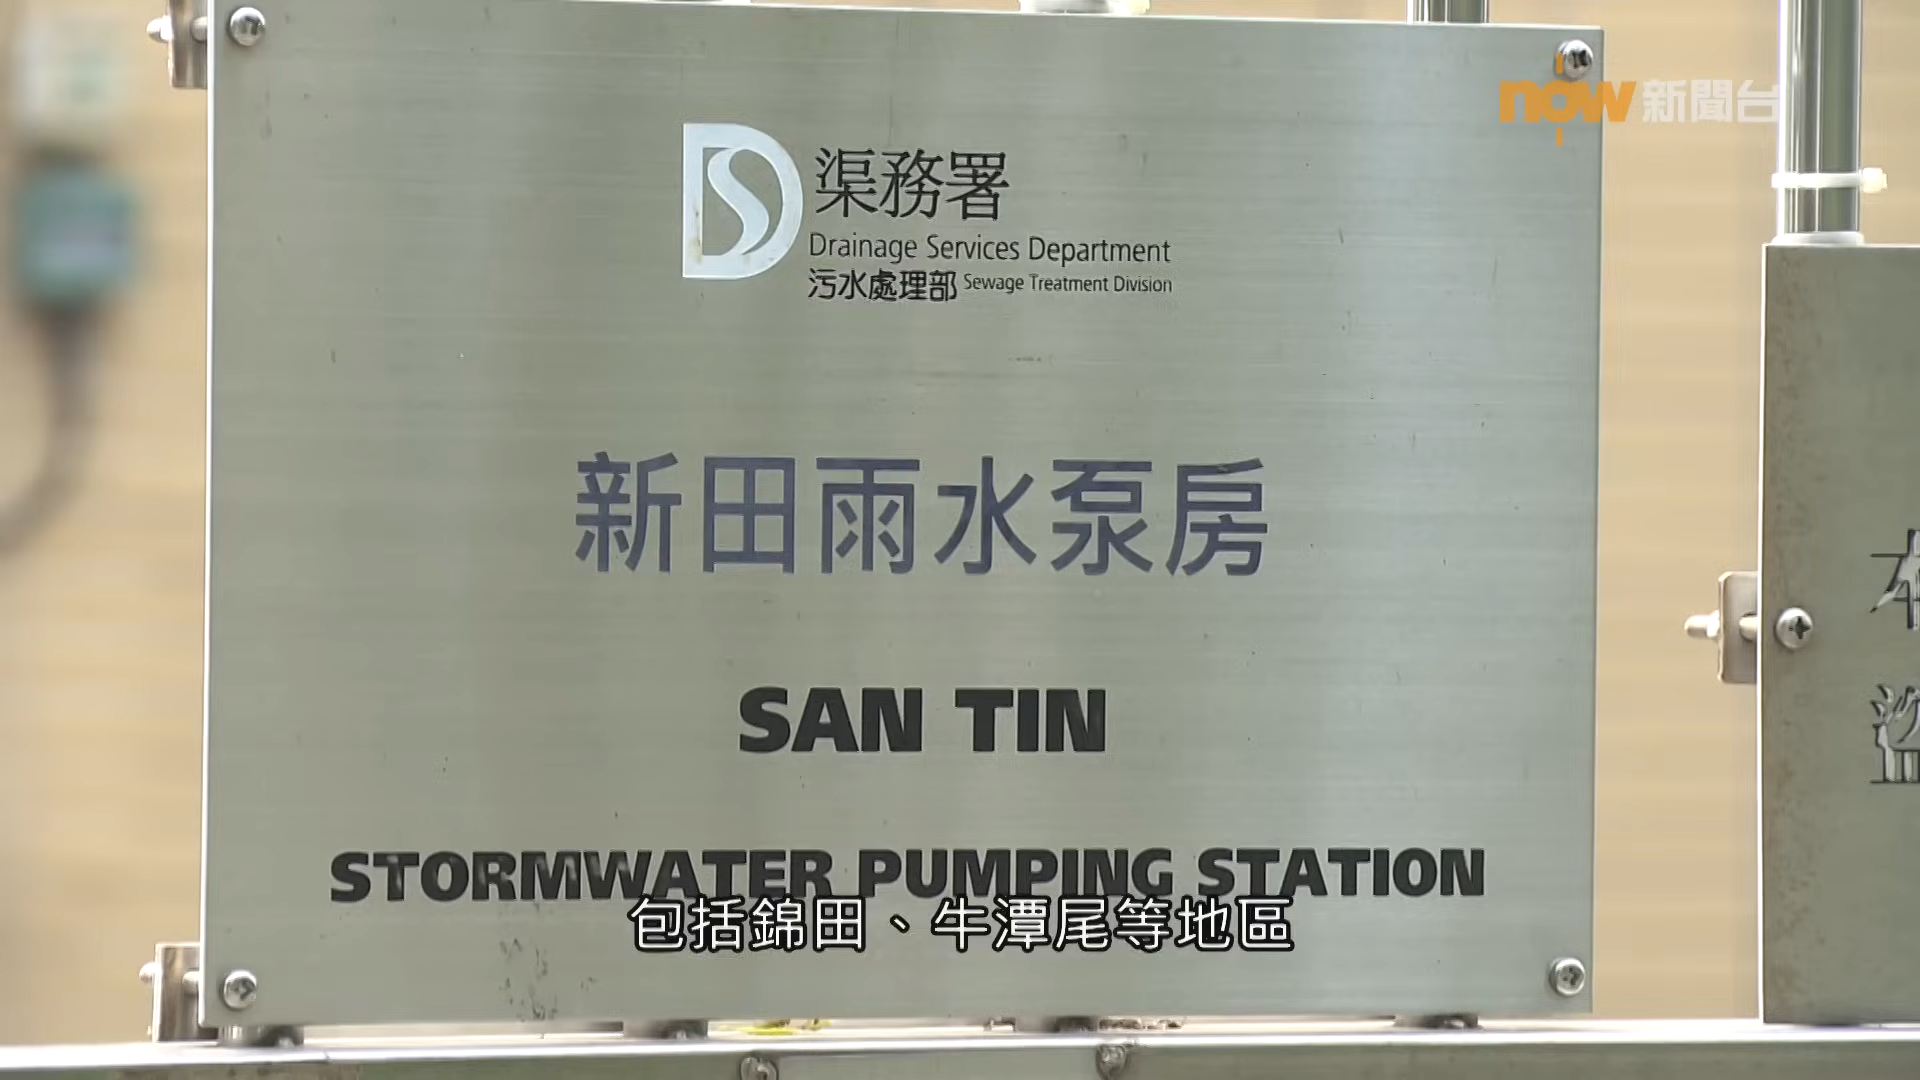 now新聞台
渠務署
Drainage Services Department
污水處理部 Sewage Treatment Division
新田雨水泵房
SAN TIN
STORMWATER PUMPING STATION
包括錦田、牛潭尾等地區